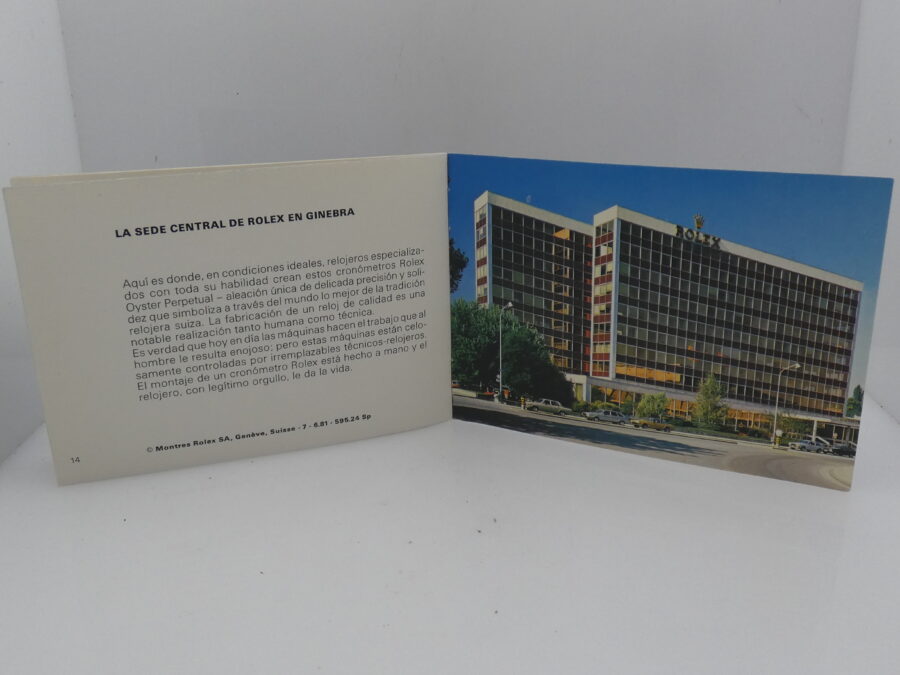 LA SEDE CENTRAL DE ROLEX EN GINEBRA
Aquí es donde, en condiciones ideales, relojeros especializa-
dos con toda su habilidad crean estos cronómetros Rolex
Oyster Perpetual – aleación única de delicada precisión y soli-
dez que simboliza a través del mundo lo mejor de la tradición
relojera suiza. La fabricación de un reloj de calidad es una
notable realización tanto humana como técnica.
Es verdad que hoy en día las máquinas hacen el trabajo que al
hombre le resulta enojoso; pero estas máquinas están celo-
samente controladas por irremplazables técnicos-relojeros.
El montaje de un cronómetro Rolex está hecho a mano y el
relojero, con legítimo orgullo, le da la vida.
© Montres Rolex SA, Genève, Suisse - 7 - 6.81 - 595.24 Sp
14
ROLEX